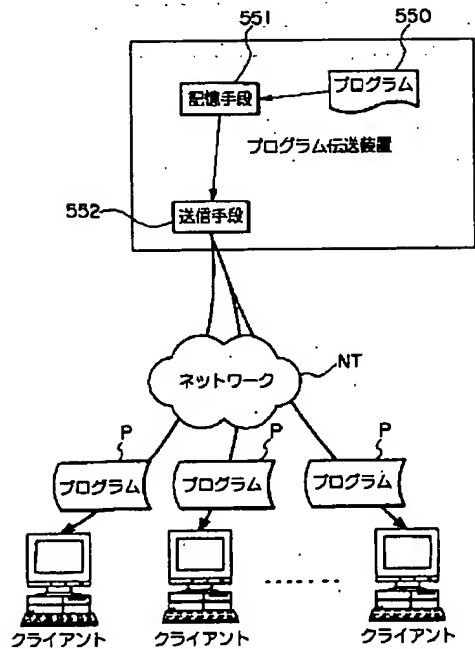 551
550
記憶手段
プログラム
プログラム伝送装置
552
送信手段
ネットワーク
NT
P
P
P
プログラム
プログラム
プログラム
クライアント
クライアント
クライアント